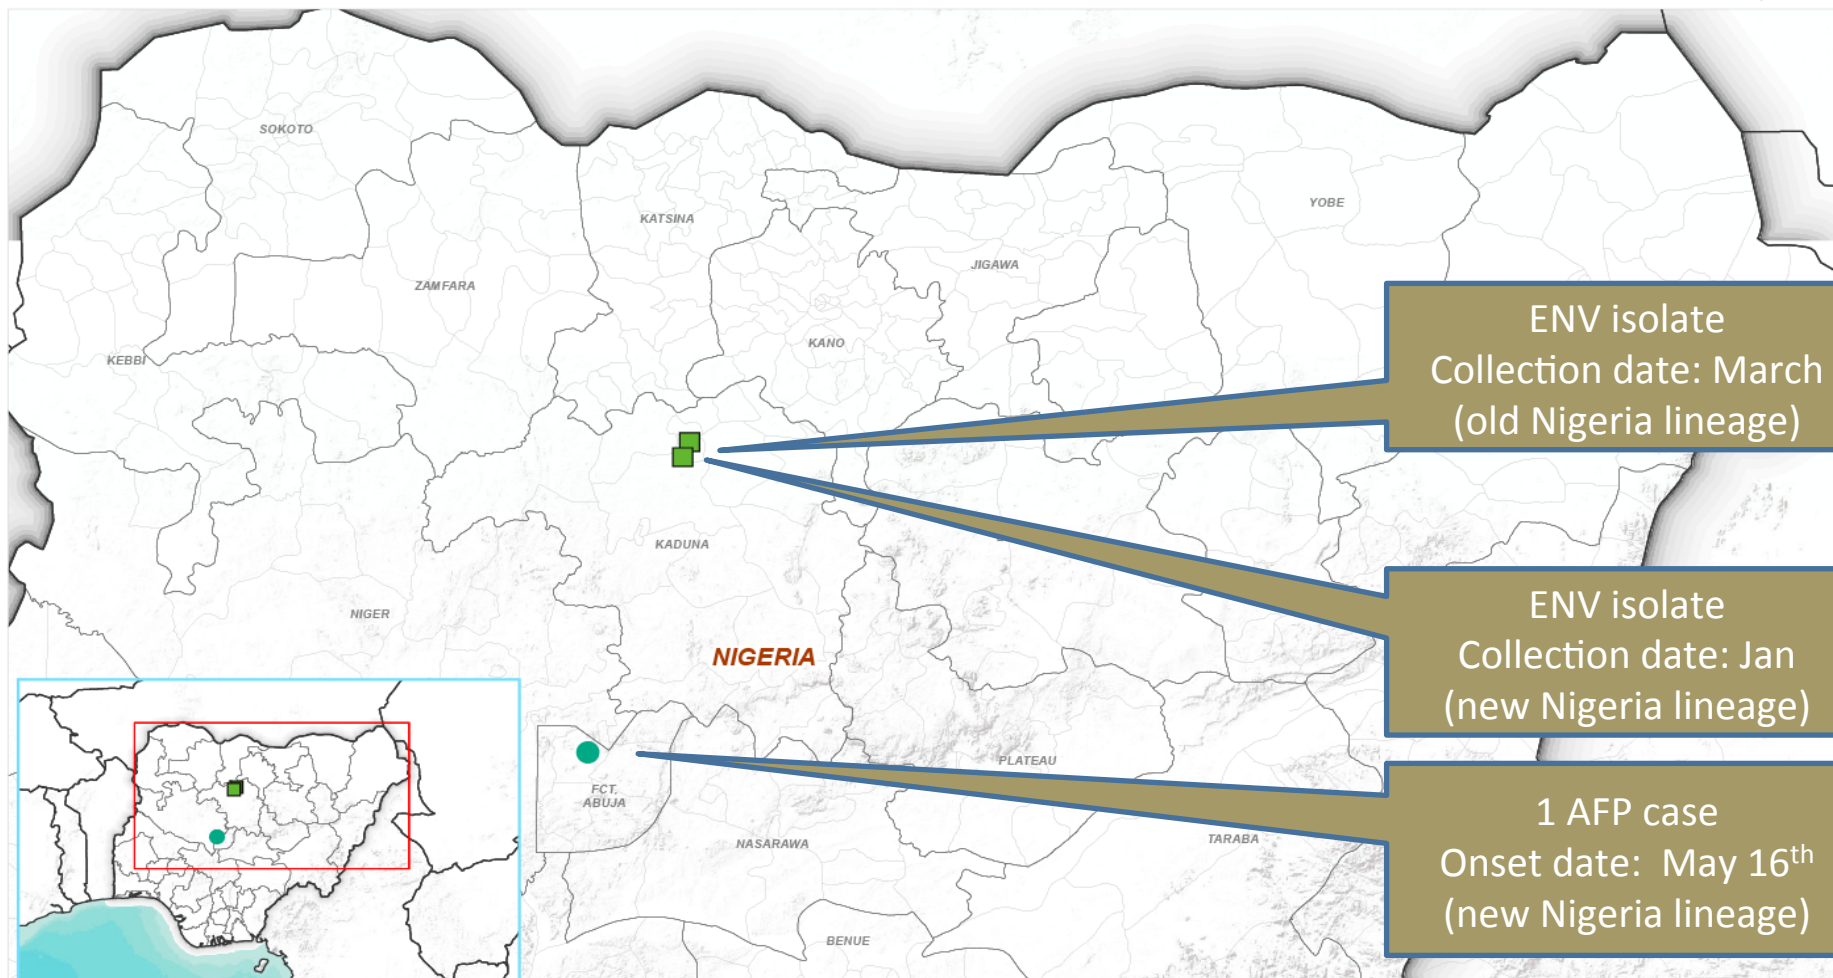 SOKOTO
KATSINA
YOBE
JIGAWA
ZAMFARA
KANO
KEBBI
ENV isolate
Collection date: March
(old Nigeria lineage)
KADUNA
NIGER
NIGERIA
ENV isolate
Collection date: Jan
(new Nigeria lineage)
PLATEAU
FCT,
ABUJA
NASARAWA
TARABA
1 AFP case
Onset date:  May 16th
(new Nigeria lineage)
BENUE